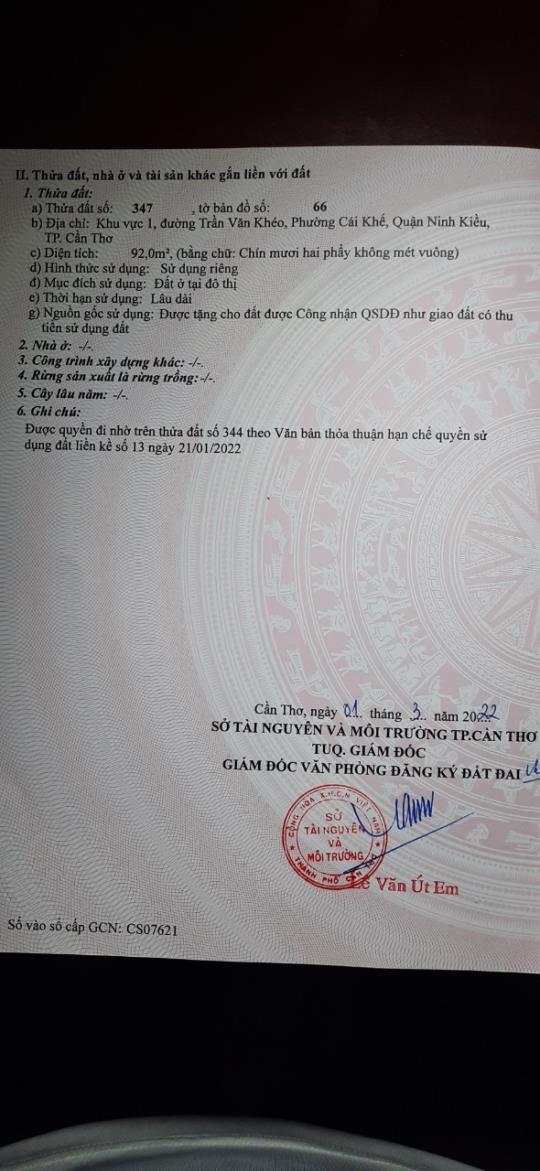 II. Thửa đất, nhà ở và tài sản khác gắn liền với đất
1. Thửa đất:
a) Thửa đất số: 347 , tờ bản đồ số: 66
b) Địa chỉ: Khu vực 1, đường Trần Văn Khéo, Phường Cái Khế, Quận Ninh Kiều,
TP. Cần Thơ
c) Diện tích: 92,0m², (bằng chữ: Chín mươi hai phẩy không mét vuông)
d) Hình thức sử dụng: Sử dụng riêng
đ) Mục đích sử dụng: Đất ở tại đô thị
e) Thời hạn sử dụng: Lâu dài
g) Nguồn gốc sử dụng: Được tặng cho đất được Công nhận QSDĐ như giao đất có thu
tiền sử dụng đất
2. Nhà ở: -/-.
3. Công trình xây dựng khác: -/-.
4. Rừng sản xuất là rừng trồng: -/-.
5. Cây lâu năm: -/-.
6. Ghi chú:
Được quyền đi nhờ trên thửa đất số 344 theo Văn bản thỏa thuận hạn chế quyền sử
dụng đất liền kề số 13 ngày 21/01/2022
Cần Thơ, ngày 01 tháng 3 năm 2022
SỞ TÀI NGUYÊN VÀ MÔI TRƯỜNG TP.CẦN THƠ
TUQ. GIÁM ĐỐC
GIÁM ĐỐC VĂN PHÒNG ĐĂNG KÝ ĐẤT ĐAI
CỘNG HÒA X.H.C.N VIỆT NAM
SỞ
TÀI NGUYÊN
VÀ
MÔI TRƯỜNG
THÀNH PHỐ CẦN THƠ
Lê Văn Út Em
Số vào sổ cấp GCN: CS07621